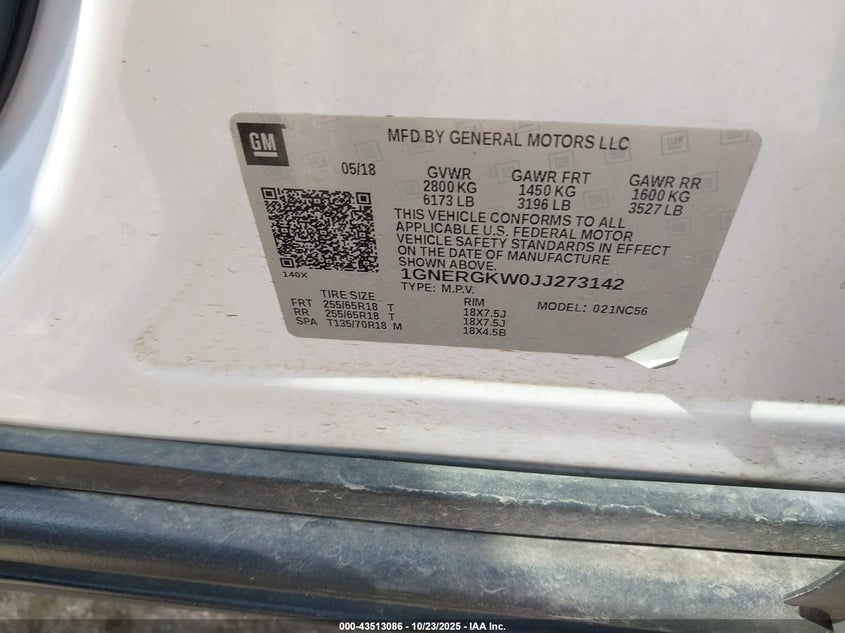 GM
MFD BY GENERAL MOTORS LLC
05/18
GVWR GAWR FRT GAWR RR
2800 KG 1450 KG 1600 KG
6173 LB 3196 LB 3527 LB
THIS VEHICLE CONFORMS TO ALL
APPLICABLE U.S. FEDERAL MOTOR
VEHICLE SAFETY STANDARDS IN EFFECT
ON THE DATE OF MANUFACTURE
SHOWN ABOVE.
140X
1GNERGKW0JJ273142
TYPE: M.P.V.
TIRE SIZE RIM MODEL: 021NC56
FRT 255/65R18 T 18X7.5J
RR 255/65R18 T 18X7.5J
SPA T135/70R18 M 18X4.5B
000-43513086 - 10/23/2025 - IAA Inc.